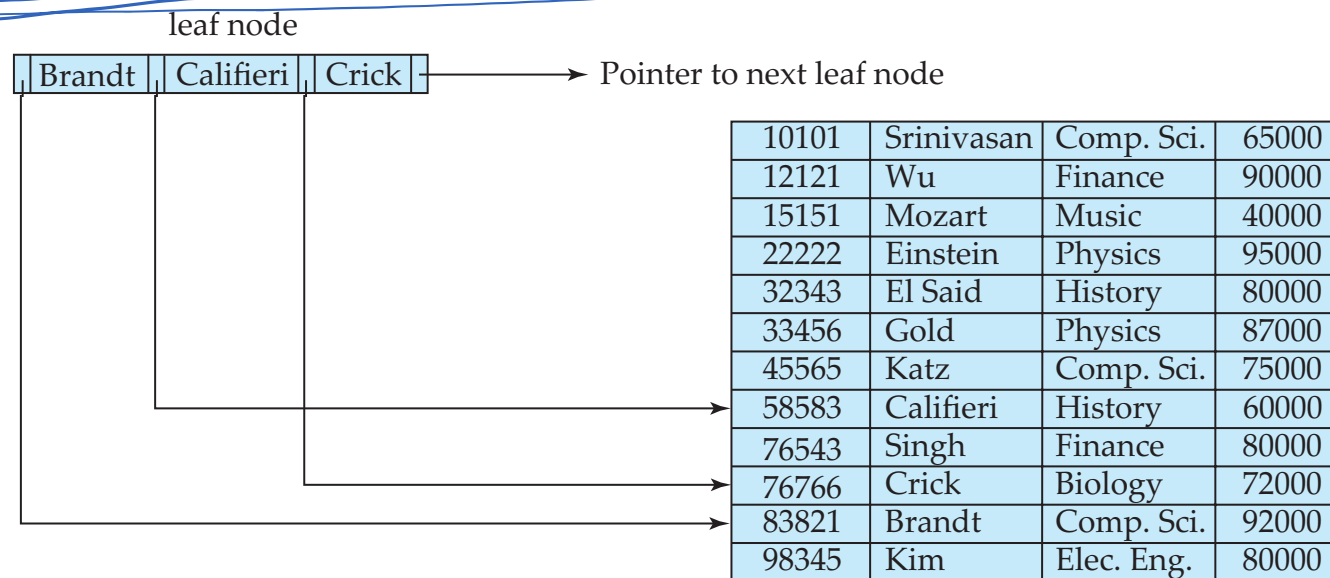 leaf node
Brandt Califieri Crick Pointer to next leaf node
10101 Srinivasan Comp. Sci. 65000
12121 Wu Finance 90000
15151 Mozart Music 40000
22222 Einstein Physics 95000
32343 El Said History 80000
33456 Gold Physics 87000
45565 Katz Comp. Sci. 75000
58583 Califieri History 60000
76543 Singh Finance 80000
76766 Crick Biology 72000
83821 Brandt Comp. Sci. 92000
98345 Kim Elec. Eng. 80000